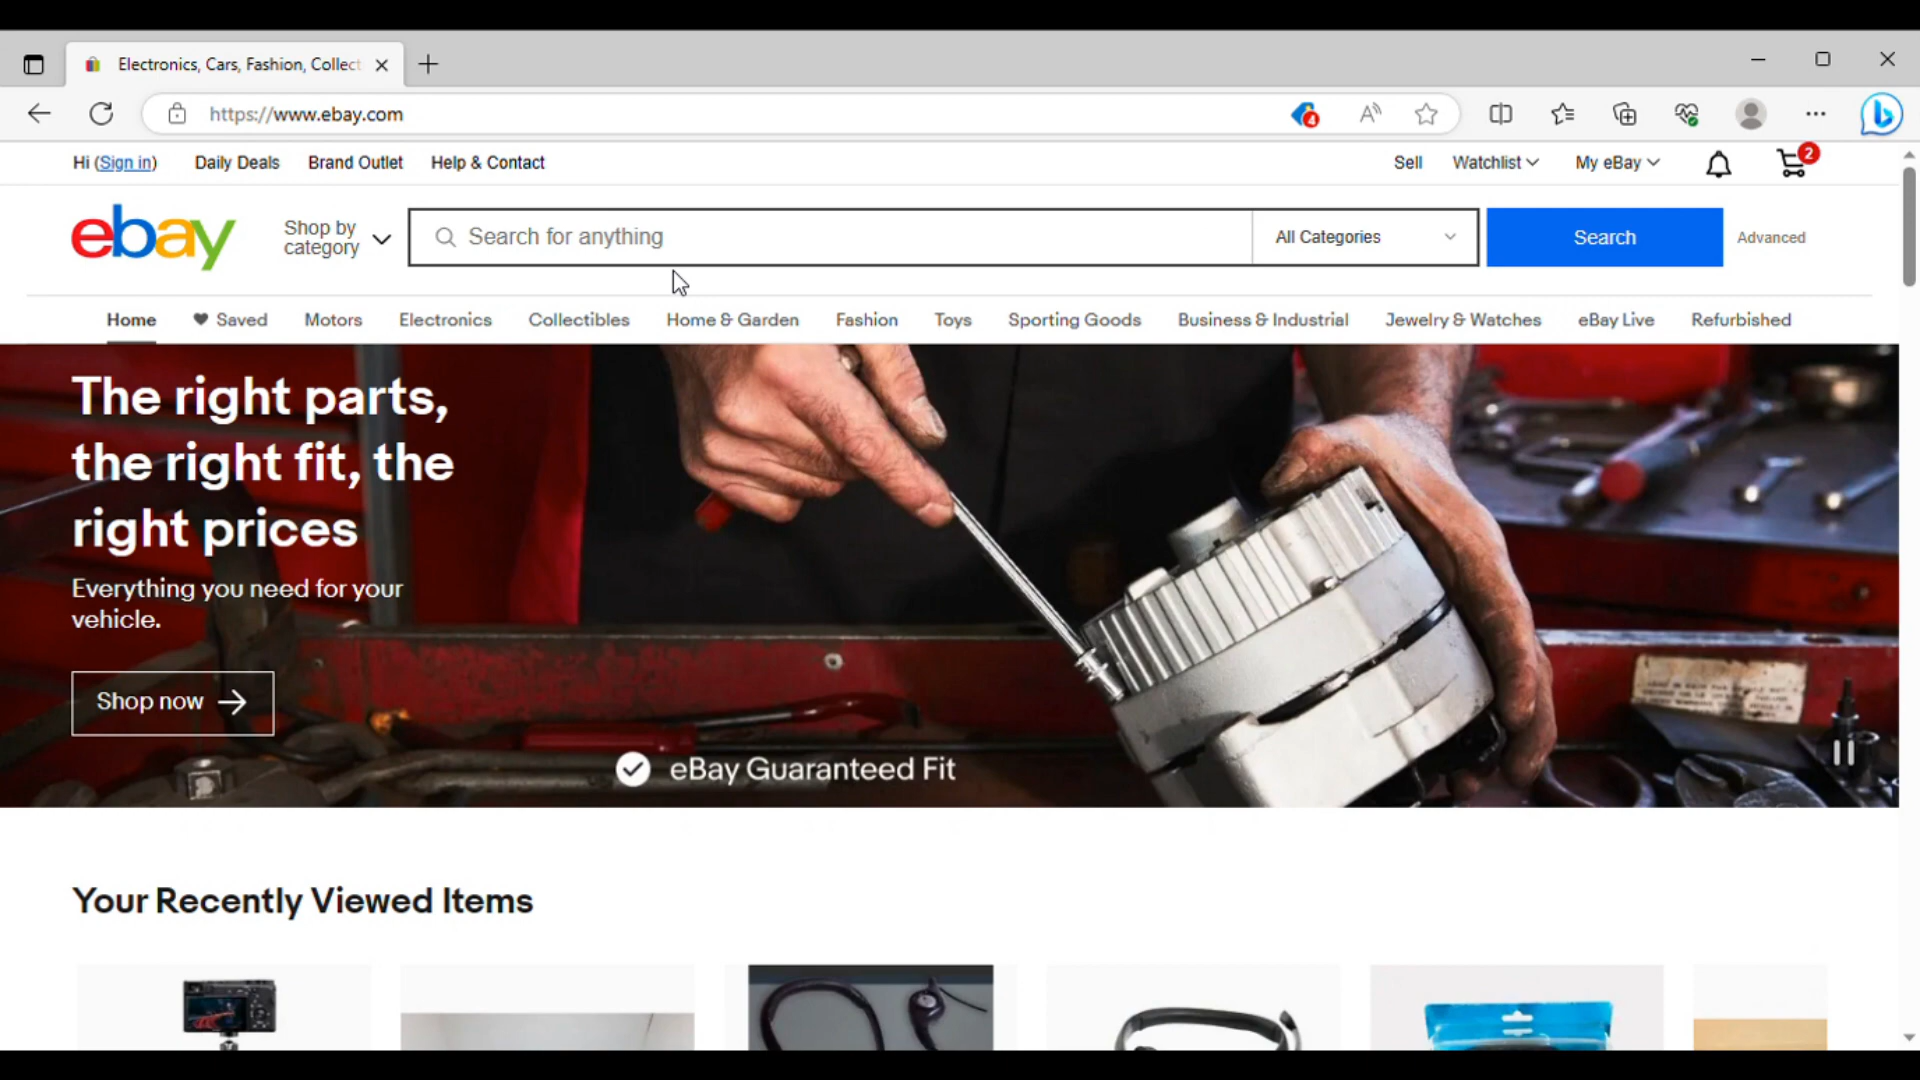 Electronics, Cars, Fashion, Collect
https://www.ebay.com
4
Hi (Sign in) Daily Deals Brand Outlet Help & Contact Sell Watchlist My eBay 2
ebay Shop by category Search for anything All Categories Search Advanced
Home Saved Motors Electronics Collectibles Home & Garden Fashion Toys Sporting Goods Business & Industrial Jewelry & Watches eBay Live Refurbished
The right parts,
the right fit, the
right prices
Everything you need for your
vehicle.
Shop now
eBay Guaranteed Fit
Your Recently Viewed Items